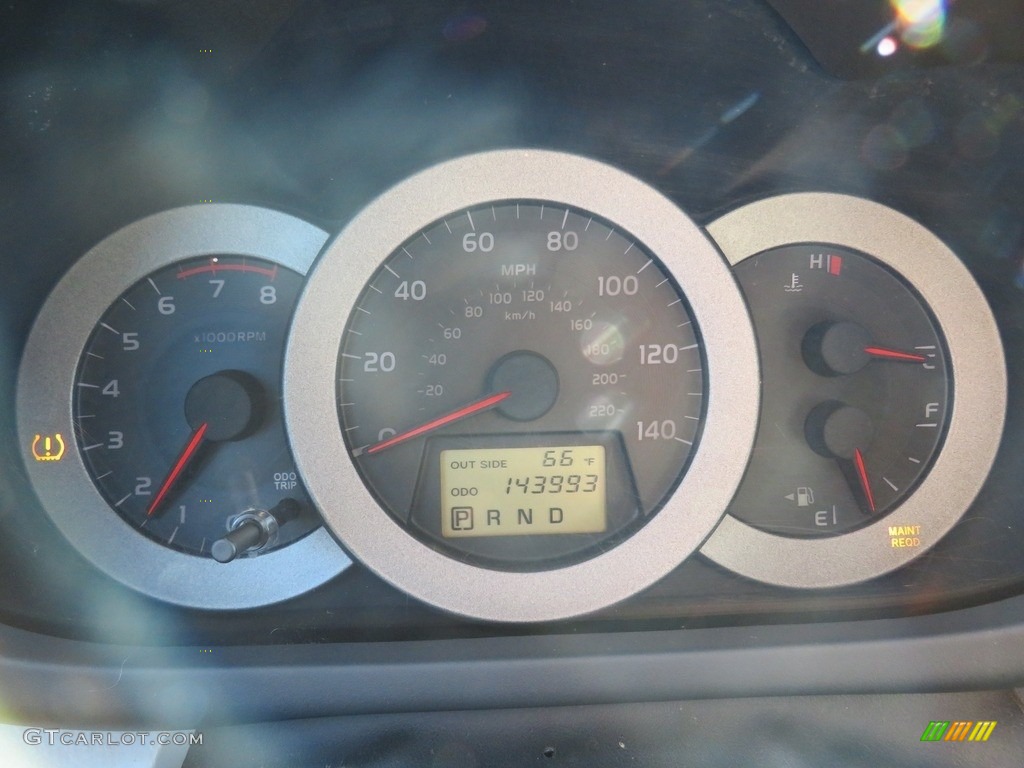 6 7 8
5
x1000RPM
4
3
2
1
ODO
TRIP
60 80
MPH
40 100
100 120
80 140
km/h
60 160
20 40 180 120
20 200
220
0 140
OUT SIDE 66 °F
ODO 143993
P R N D
H
F
E
MAINT
REQD
GTCARLOT.COM